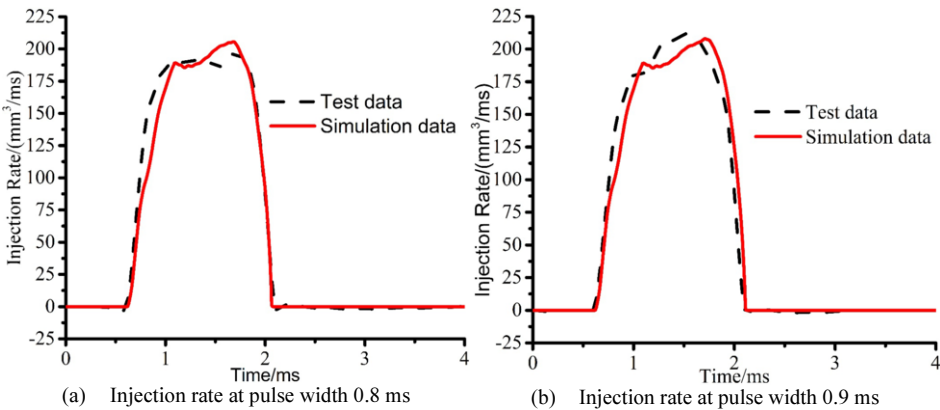 225
200
175
150
125
100
75
50
25
0
-25
Injection Rate/(mm³/ms)
Test data
Simulation data
0 1 2 3 4
Time/ms
(a) Injection rate at pulse width 0.8 ms
225
200
175
150
125
100
75
50
25
0
-25
Injection Rate/(mm³/ms)
Test data
Simulation data
0 1 2 3 4
Time/ms
(b) Injection rate at pulse width 0.9 ms